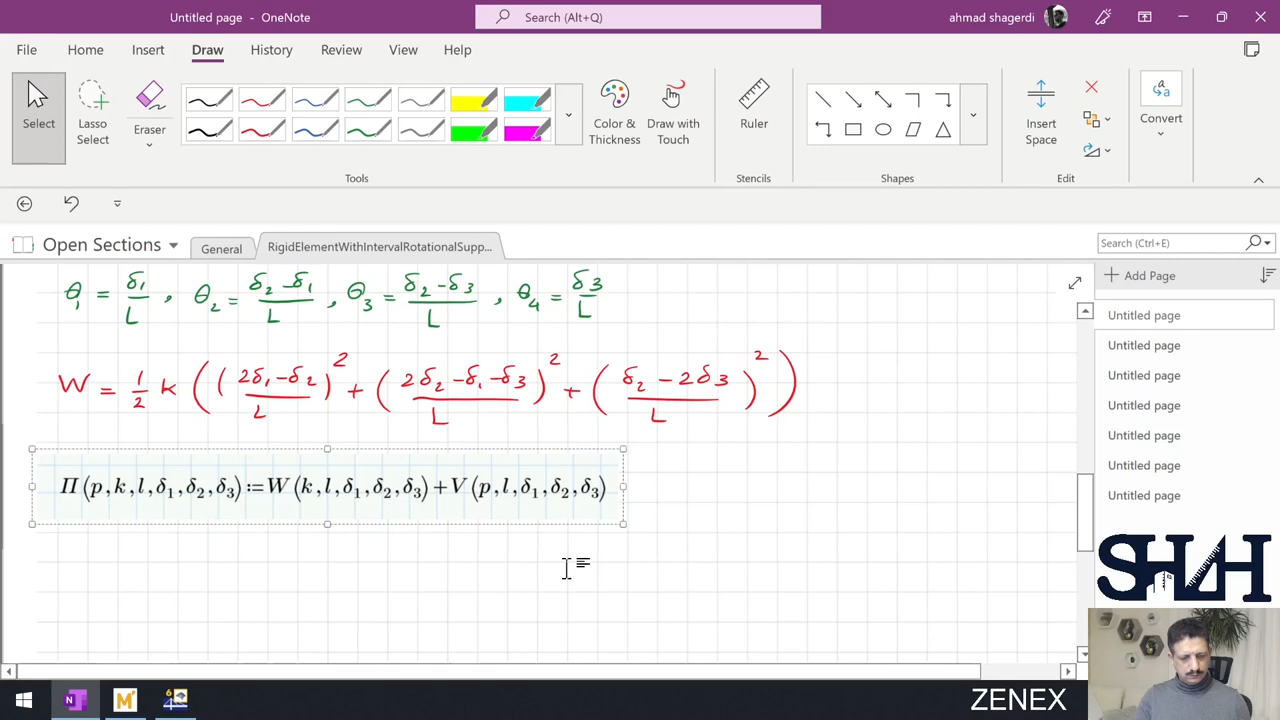 Untitled page - OneNote
Search (Alt+Q)
ahmad shagerdi
File Home Insert Draw History Review View Help
Select
Lasso Select
Eraser
Color & Thickness
Draw with Touch
Ruler
Insert Space
Convert
Tools Stencils Shapes Edit
Open Sections General RigidElementWithIntervalRotationalSupp...
Search (Ctrl+E)
Add Page
Untitled page
Untitled page
Untitled page
Untitled page
Untitled page
Untitled page
Untitled page
θ₁ = δ₁/L , θ₂ = (δ₂ - δ₁)/L , θ₃ = (δ₂ - δ₃)/L , θ₄ = δ₃/L
W = 1/2 k (((2δ₁ - δ₂)/L)² + ((2δ₂ - δ₁ - δ₃)/L)² + ((δ₂ - 2δ₃)/L)²)
Π(p,k,l,δ₁,δ₂,δ₃) := W(k,l,δ₁,δ₂,δ₃) + V(p,l,δ₁,δ₂,δ₃)
SHZH
ZENEX